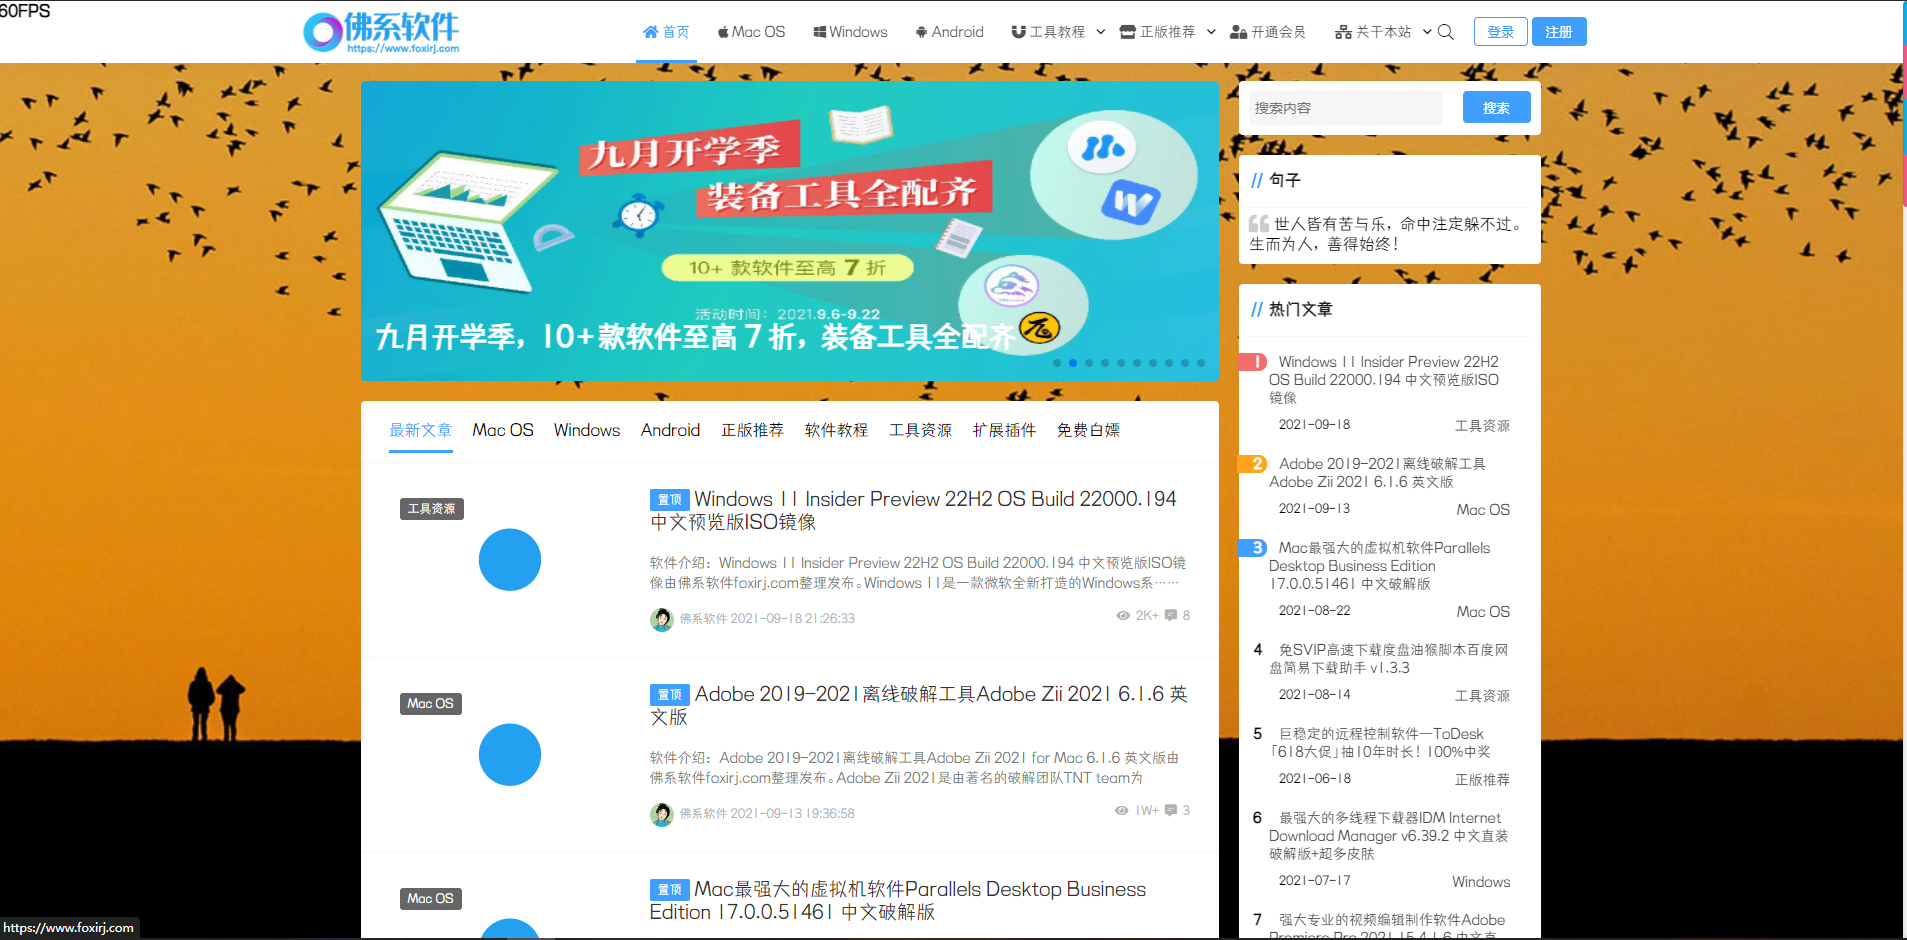 60FPS
佛系软件
https://www.foxirj.com
首页 Mac OS Windows Android 工具教程 正版推荐 开通会员 关于本站 登录 注册
九月开学季
装备工具全配齐
10+ 款软件至高 7 折
活动时间：2021.9.6-9.22
九月开学季，10+款软件至高 7 折，装备工具全配齐
搜索内容 搜索
// 句子
世人皆有苦与乐，命中注定躲不过。
生而为人，善得始终！
// 热门文章
1 Windows 11 Insider Preview 22H2
OS Build 22000.194 中文预览版ISO
镜像
2021-09-18 工具资源
2 Adobe 2019-2021离线破解工具
Adobe Zii 2021 6.1.6 英文版
2021-09-13 Mac OS
3 Mac最强大的虚拟机软件Parallels
Desktop Business Edition
17.0.0.51461 中文破解版
2021-08-22 Mac OS
4 免SVIP高速下载度盘油猴脚本百度网
盘简易下载助手 v1.3.3
2021-08-14 工具资源
5 巨稳定的远程控制软件—ToDesk
「618大促」抽10年时长！100%中奖
2021-06-18 正版推荐
6 最强大的多线程下载器IDM Internet
Download Manager v6.39.2 中文直装
破解版+超多皮肤
2021-07-17 Windows
7 强大专业的视频编辑制作软件Adobe
Premiere Pro 2021 15.4.1.6 中文直
最新文章 Mac OS Windows Android 正版推荐 软件教程 工具资源 扩展插件 免费白嫖
工具资源
置顶 Windows 11 Insider Preview 22H2 OS Build 22000.194
中文预览版ISO镜像
软件介绍：Windows 11 Insider Preview 22H2 OS Build 22000.194 中文预览版ISO镜
像由佛系软件foxirj.com整理发布。Windows 11是一款微软全新打造的Windows系……
佛系软件 2021-09-18 21:26:33 2K+ 8
Mac OS
置顶 Adobe 2019-2021离线破解工具Adobe Zii 2021 6.1.6 英
文版
软件介绍：Adobe 2019-2021离线破解工具Adobe Zii 2021 for Mac 6.1.6 英文版由
佛系软件foxirj.com整理发布。Adobe Zii 2021是由著名的破解团队TNT team为
佛系软件 2021-09-13 19:36:58 1W+ 3
Mac OS
置顶 Mac最强大的虚拟机软件Parallels Desktop Business
Edition 17.0.0.51461 中文破解版
https://www.foxirj.com